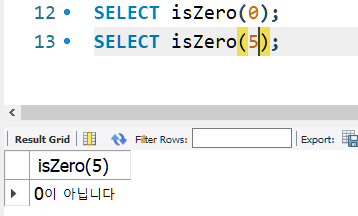 12 SELECT isZero(0);
13 SELECT isZero(5);
Result Grid Filter Rows: Export:
isZero(5)
0이 아닙니다